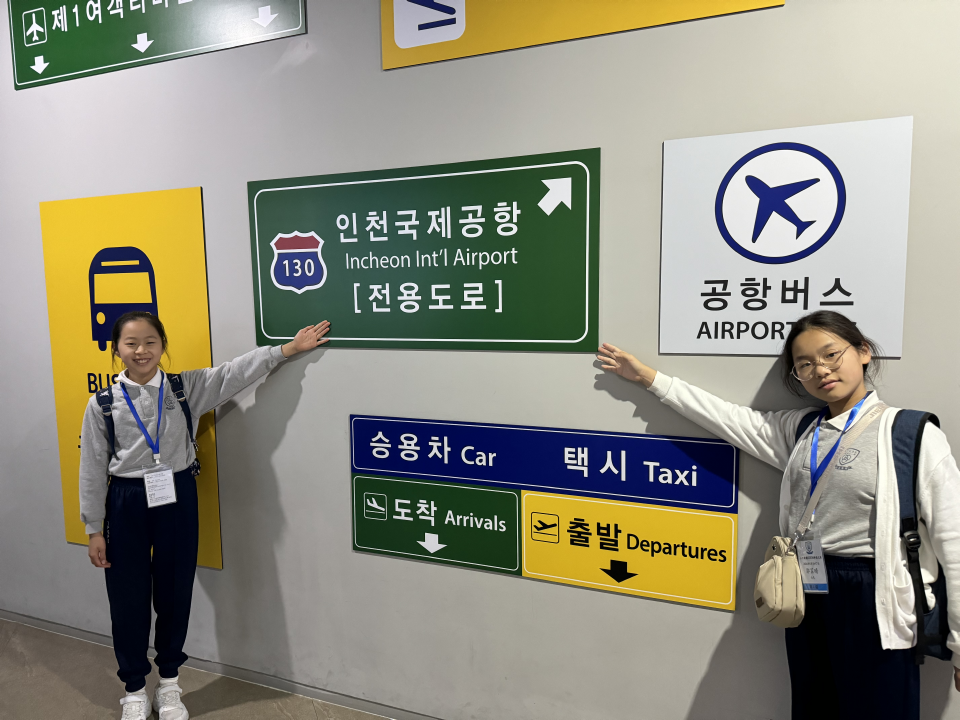 제1여객터미널
인천국제공항
130
Incheon Int'l Airport
[전용도로]
BUS
공항버스
AIRPORT
승용차 Car 택시 Taxi
도착 Arrivals
출발 Departures